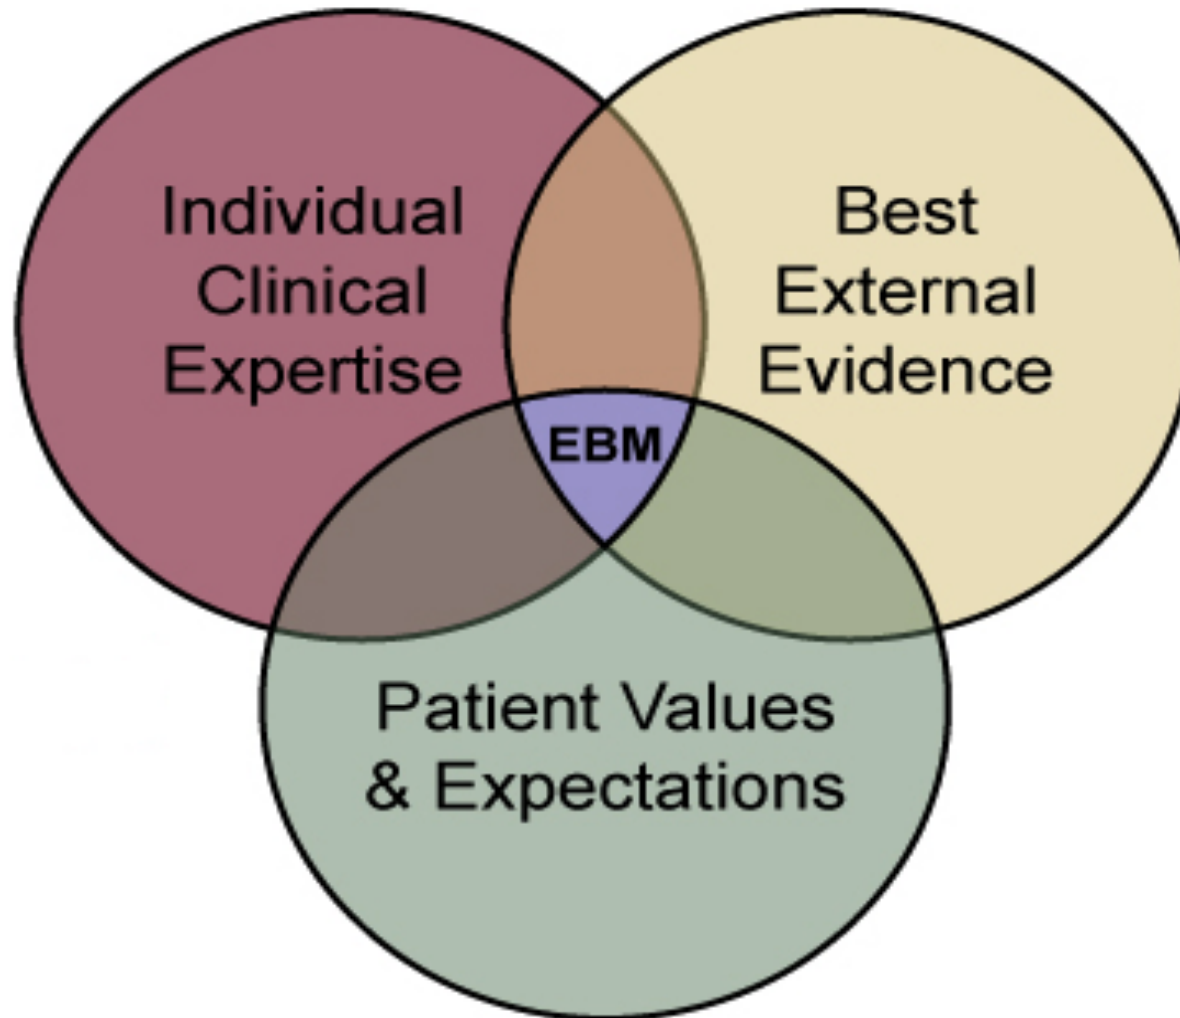 Individual
Clinical
Expertise
Best
External
Evidence
EBM
Patient Values
& Expectations